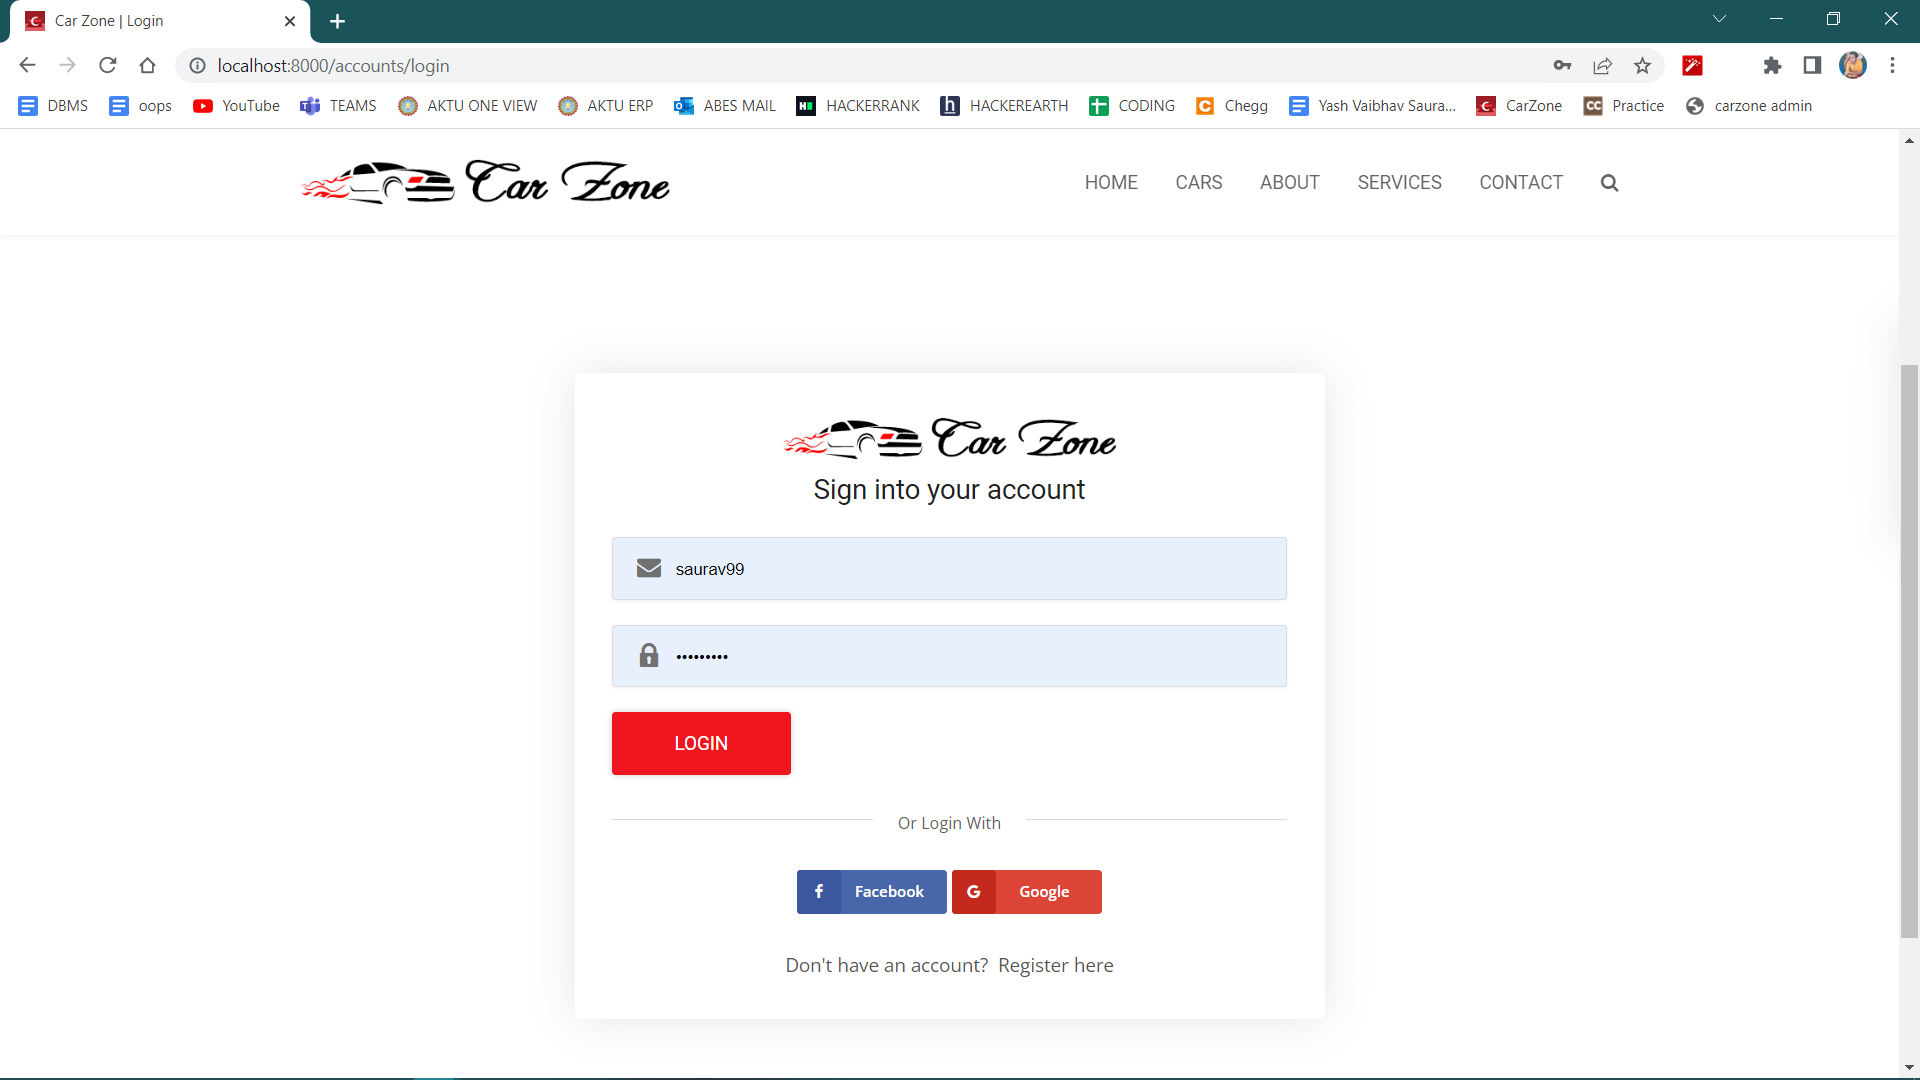 Car Zone | Login
localhost:8000/accounts/login
DBMS oops YouTube TEAMS AKTU ONE VIEW AKTU ERP ABES MAIL HACKERRANK HACKEREARTH CODING Chegg Yash Vaibhav Saura... CarZone Practice carzone admin
Car Zone HOME CARS ABOUT SERVICES CONTACT
Car Zone
Sign into your account
saurav99
•••••••••
LOGIN
Or Login With
Facebook Google
Don't have an account? Register here